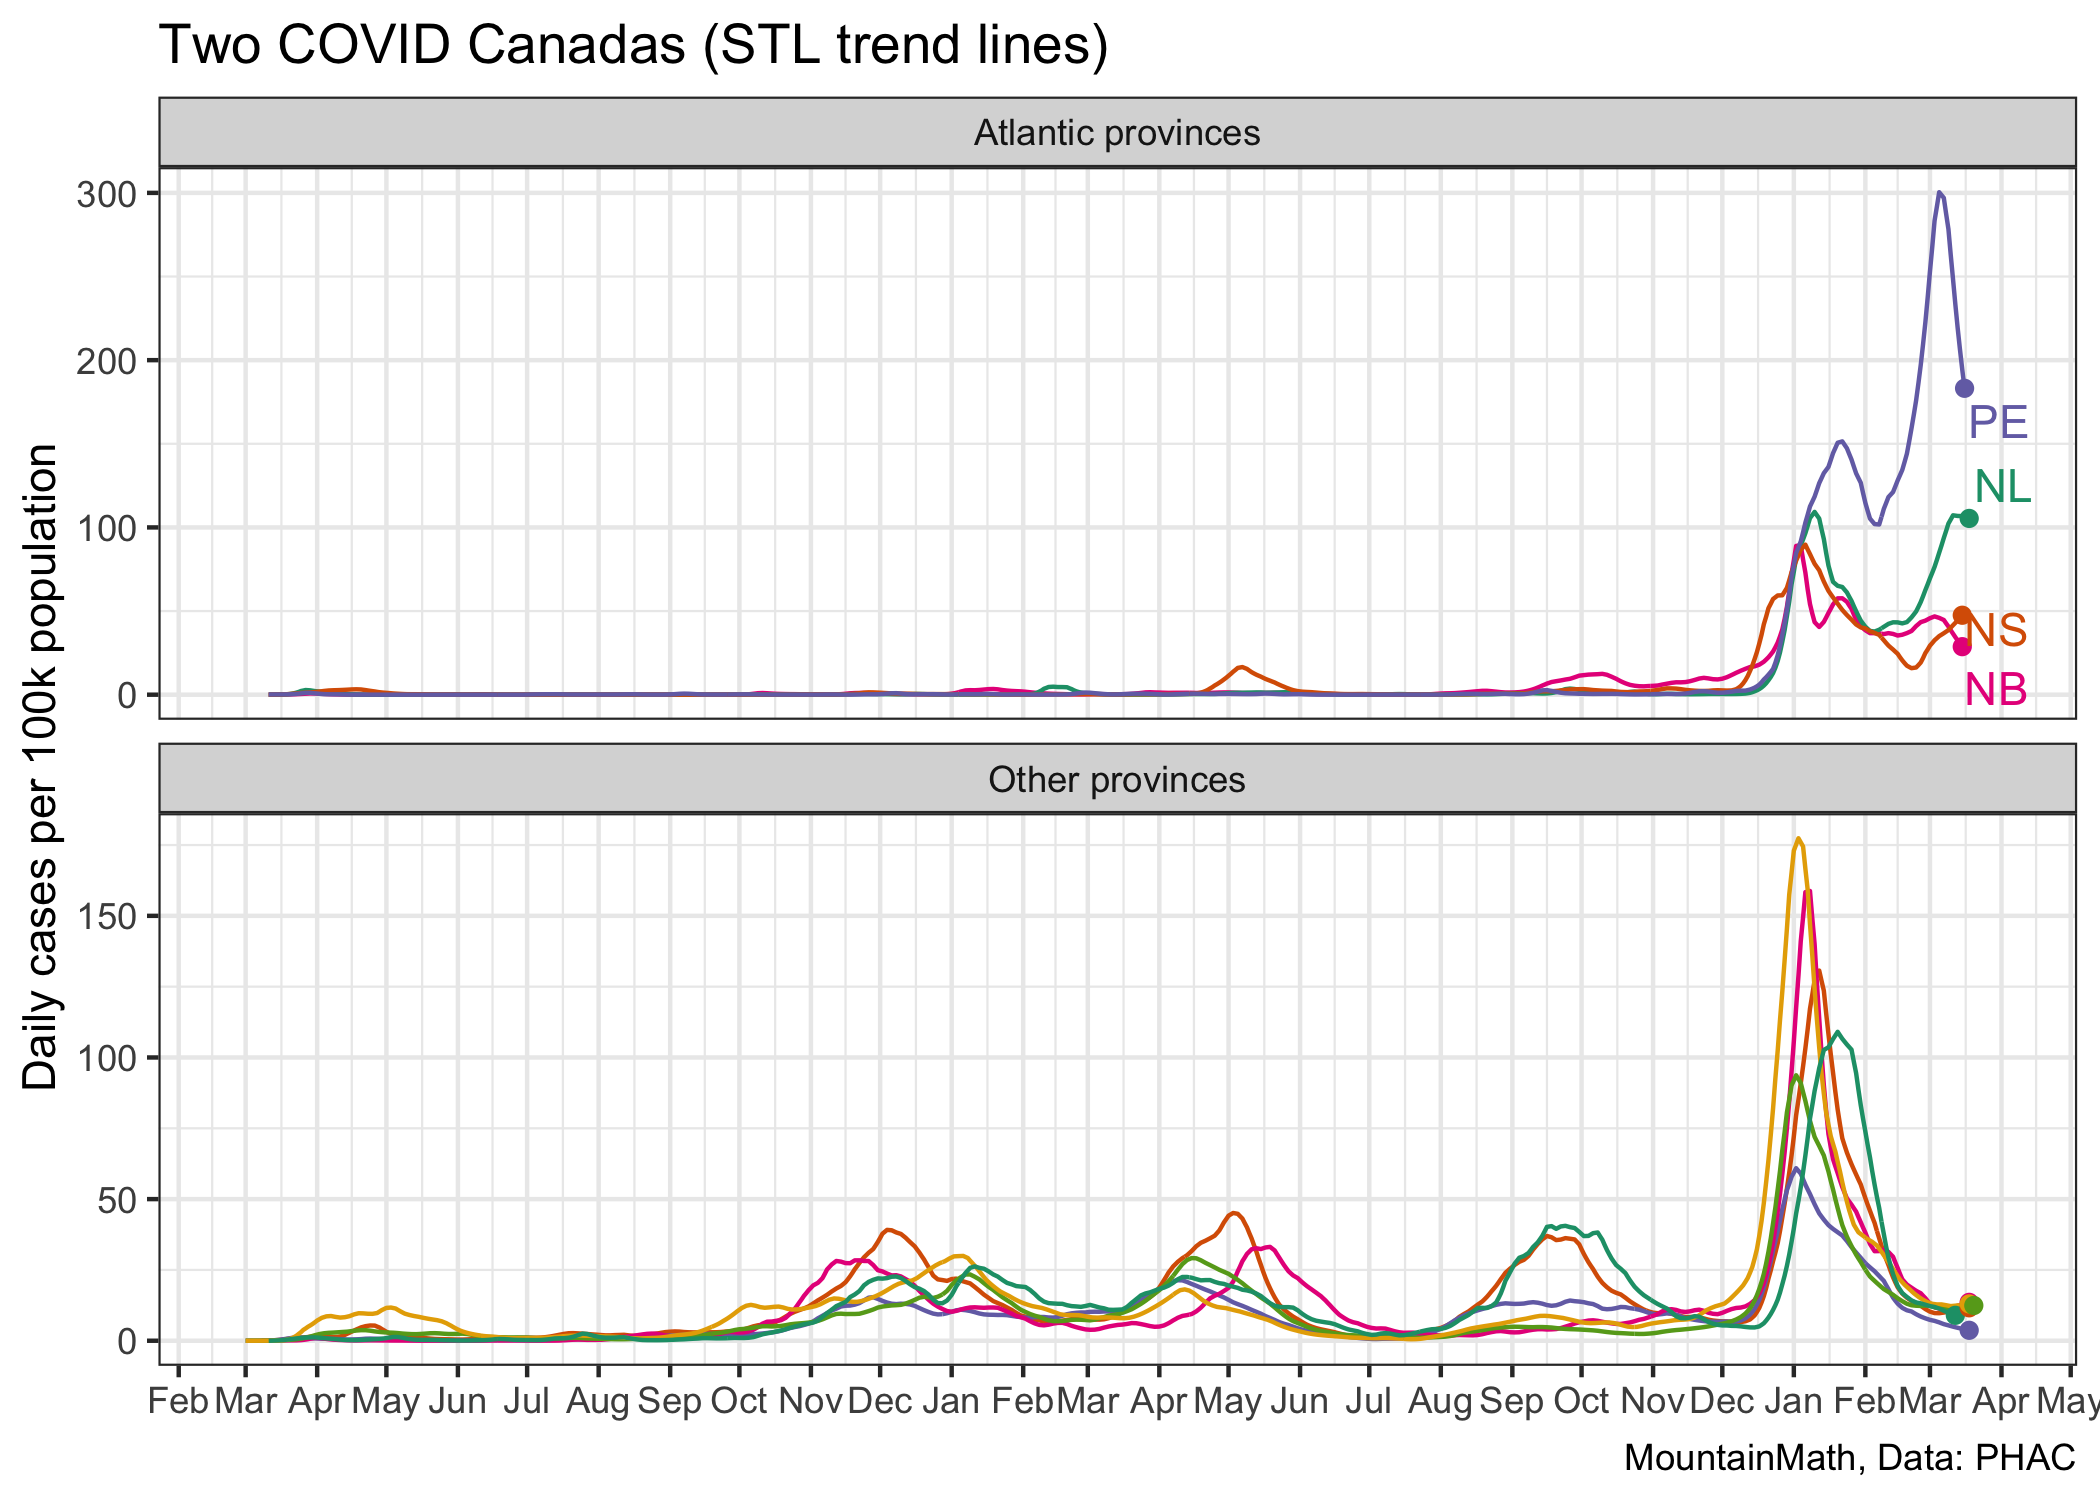 Two COVID Canadas (STL trend lines)
Atlantic provinces
300
200
100
0
PE
NL
NS
NB
Daily cases per 100k population
Other provinces
150
100
50
0
Feb Mar Apr May Jun Jul Aug Sep Oct Nov Dec Jan Feb Mar Apr May Jun Jul Aug Sep Oct Nov Dec Jan Feb Mar Apr May
MountainMath, Data: PHAC